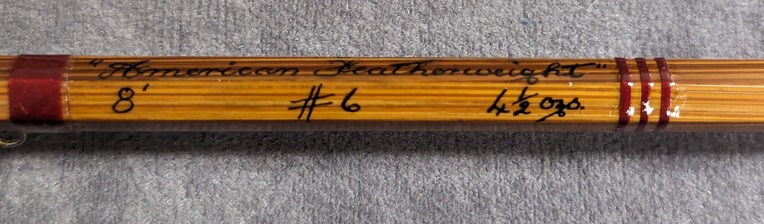 "American Featherweight"
8' #6 4½ ozs.